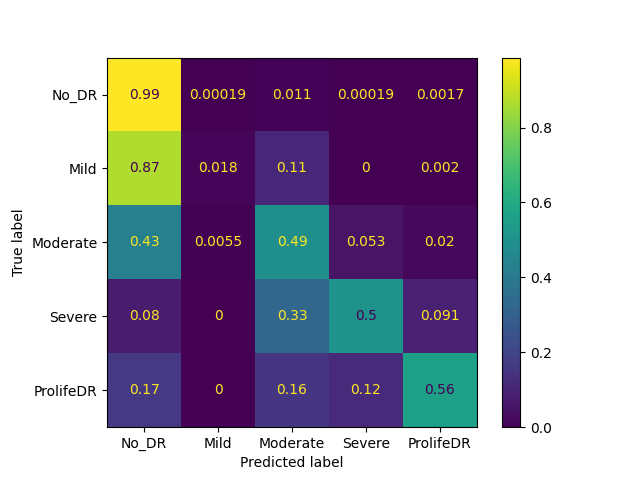 No_DR 0.99 0.00019 0.011 0.00019 0.0017
Mild 0.87 0.018 0.11 0 0.002
Moderate 0.43 0.0055 0.49 0.053 0.02
Severe 0.08 0 0.33 0.5 0.091
ProlifeDR 0.17 0 0.16 0.12 0.56
No_DR Mild Moderate Severe ProlifeDR
Predicted label
True label
0.8
0.6
0.4
0.2
0.0